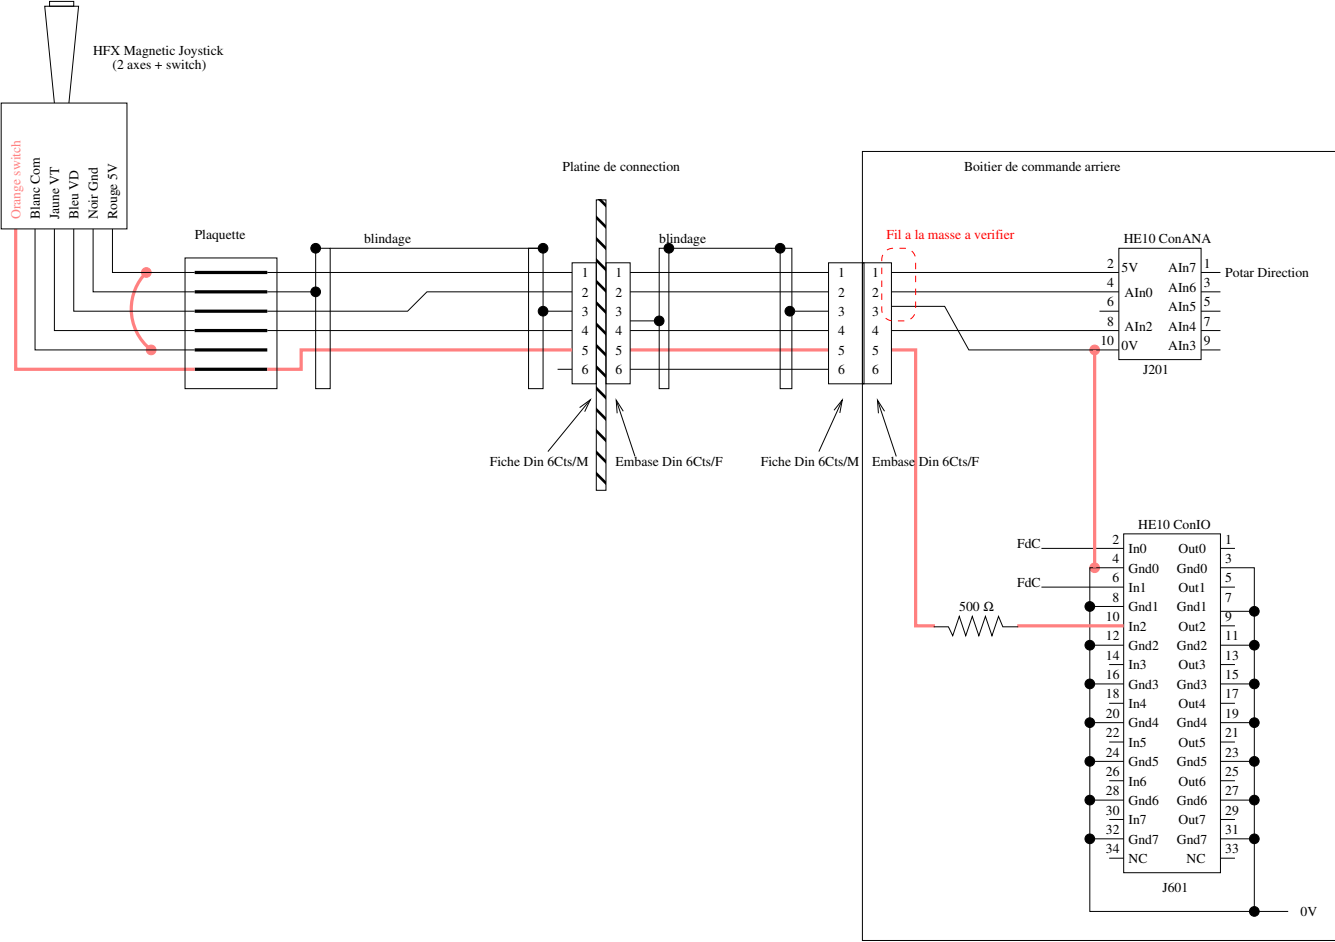 HFX Magnetic Joystick
(2 axes + switch)
Orange switch
Blanc Com
Jaune VT
Bleu VD
Noir Gnd
Rouge 5V
Plaquette
blindage
Platine de connection
blindage
1
2
3
4
5
6
1
2
3
4
5
6
Fiche Din 6Cts/M
Embase Din 6Cts/F
Boitier de commande arriere
Fil a la masse a verifier
1
2
3
4
5
6
1
2
3
4
5
6
Fiche Din 6Cts/M
Embase Din 6Cts/F
HE10 ConANA
2 5V AIn7 1 Potar Direction
4 AIn0 AIn6 3
6 AIn5 5
8 AIn2 AIn4 7
10 0V AIn3 9
J201
500 Ω
HE10 ConIO
FdC 2 In0 Out0 1
4 Gnd0 Gnd0 3
FdC 6 In1 Out1 5
8 Gnd1 Gnd1 7
10 In2 Out2 9
12 Gnd2 Gnd2 11
14 In3 Out3 13
16 Gnd3 Gnd3 15
18 In4 Out4 17
20 Gnd4 Gnd4 19
22 In5 Out5 21
24 Gnd5 Gnd5 23
26 In6 Out6 25
28 Gnd6 Gnd6 27
30 In7 Out7 29
32 Gnd7 Gnd7 31
34 NC NC 33
J601
0V